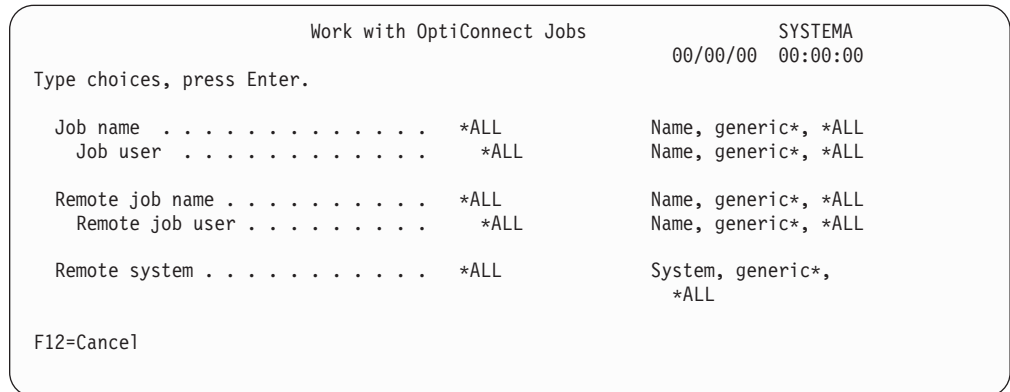 Work with OptiConnect Jobs SYSTEMA
00/00/00 00:00:00
Type choices, press Enter.
Job name . . . . . . . . . . . . . *ALL Name, generic*, *ALL
Job user . . . . . . . . . . . . *ALL Name, generic*, *ALL
Remote job name . . . . . . . . . . *ALL Name, generic*, *ALL
Remote job user . . . . . . . . . *ALL Name, generic*, *ALL
Remote system . . . . . . . . . . . *ALL System, generic*,
*ALL
F12=Cancel